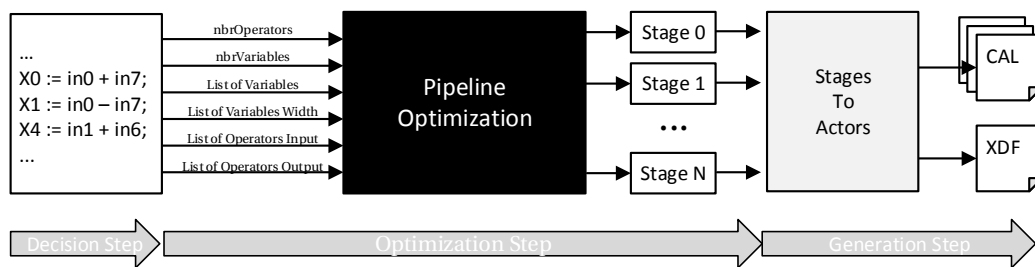 ...
X0 := in0 + in7;
X1 := in0 – in7;
X4 := in1 + in6;
...
nbrOperators
nbrVariables
List of Variables
List of Variables Width
List of Operators Input
List of Operators Output
Pipeline
Optimization
Stage 0
Stage 1
...
Stage N
Stages
To
Actors
CAL
XDF
Decision Step
Optimization Step
Generation Step